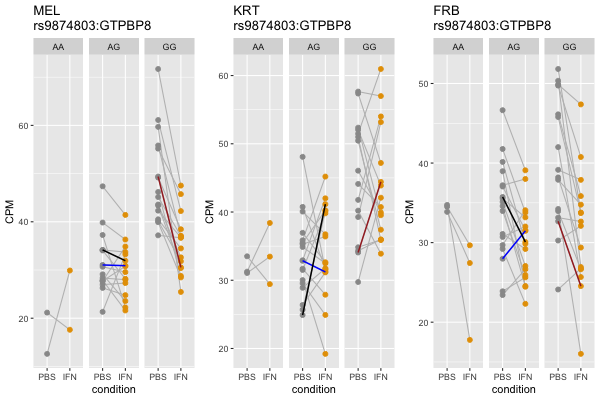 MEL
rs9874803:GTPBP8
AA AG GG
CPM
60
40
20
PBS IFN PBS IFN PBS IFN
condition
KRT
rs9874803:GTPBP8
AA AG GG
CPM
60
50
40
30
20
PBS IFN PBS IFN PBS IFN
condition
FRB
rs9874803:GTPBP8
AA AG GG
CPM
50
40
30
20
PBS IFN PBS IFN PBS IFN
condition